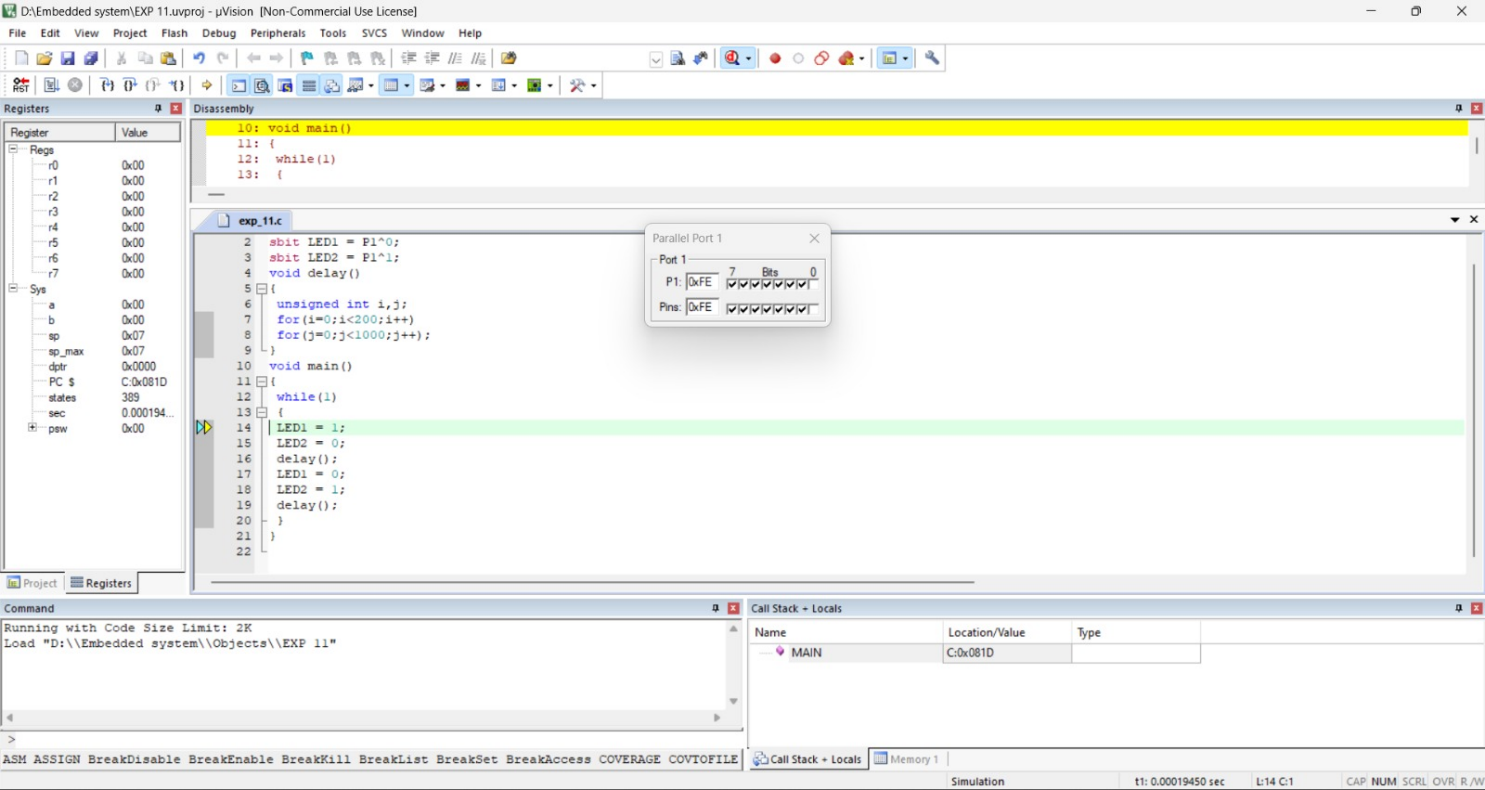 D:\Embedded system\EXP 11.uvproj - µVision [Non-Commercial Use License]
File Edit View Project Flash Debug Peripherals Tools SVCS Window Help
RST
Registers
Register Value
Regs
r0 0x00
r1 0x00
r2 0x00
r3 0x00
r4 0x00
r5 0x00
r6 0x00
r7 0x00
Sys
a 0x00
b 0x00
sp 0x07
sp_max 0x07
dptr 0x0000
PC $ C:0x081D
states 389
sec 0.000194...
psw 0x00
Project Registers
Disassembly
10: void main()
11: {
12: while(1)
13: {
exp_11.c
2 sbit LED1 = P1^0;
3 sbit LED2 = P1^1;
4 void delay()
5 {
6 unsigned int i,j;
7 for(i=0;i<200;i++)
8 for(j=0;j<1000;j++);
9 }
10 void main()
11 {
12 while(1)
13 {
14 LED1 = 1;
15 LED2 = 0;
16 delay();
17 LED1 = 0;
18 LED2 = 1;
19 delay();
20 }
21 }
22
Parallel Port 1
Port 1
7 Bits 0
P1: 0xFE
Pins: 0xFE
Command
Running with Code Size Limit: 2K
Load "D:\\Embedded system\\Objects\\EXP 11"
>
ASM ASSIGN BreakDisable BreakEnable BreakKill BreakList BreakSet BreakAccess COVERAGE COVTOFILE
Call Stack + Locals
Name Location/Value Type
MAIN C:0x081D
Call Stack + Locals Memory 1
Simulation t1: 0.00019450 sec L:14 C:1 CAP NUM SCRL OVR R /W